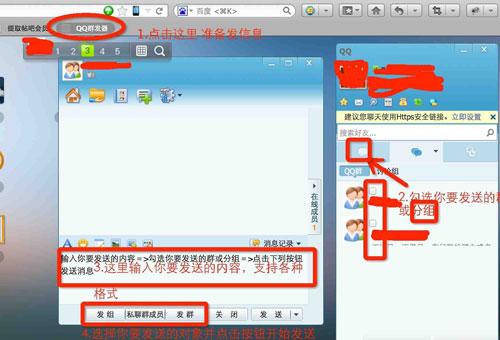 百度 <⌘K>
提取帖吧会员
QQ群发器
1.点击这里 准备发信息
1 2 3 4 5
QQ
建议您聊天使用Https安全链接。立即设置
搜索好友...
QQ群
讨论组
2.勾选你要发送的群
或分组
在线成员
1
消息记录
输入你要发送的内容=>勾选你要发送的群或分组=>点击下列按钮
发送消息
3.这里输入你要发送的内容，支持各种
格式
发 组
私聊群成员
发 群
关 闭
发 送
4.选择你要发送的对象并点击按钮开始发送